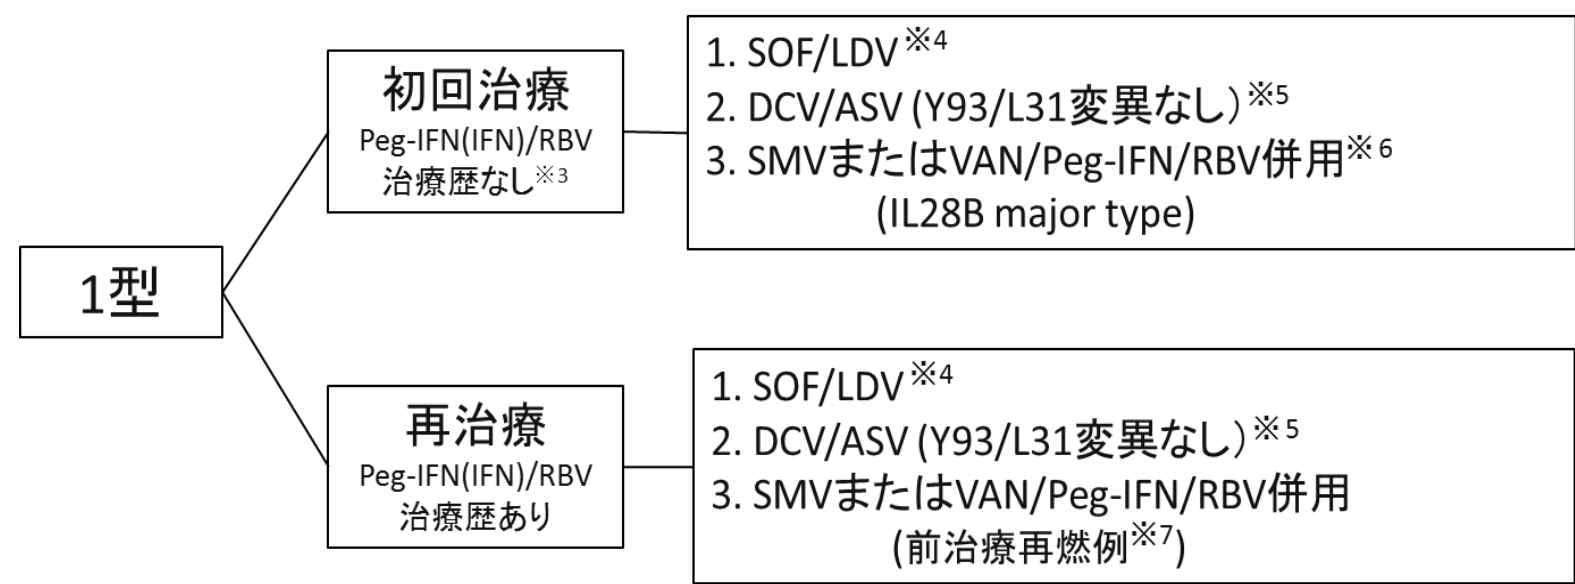 1型
初回治療
Peg-IFN(IFN)/RBV
治療歴なし※3
1. SOF/LDV※4
2. DCV/ASV (Y93/L31変異なし）※5
3. SMVまたはVAN/Peg-IFN/RBV併用※6
(IL28B major type)
再治療
Peg-IFN(IFN)/RBV
治療歴あり
1. SOF/LDV※4
2. DCV/ASV (Y93/L31変異なし）※5
3. SMVまたはVAN/Peg-IFN/RBV併用
(前治療再燃例※7)